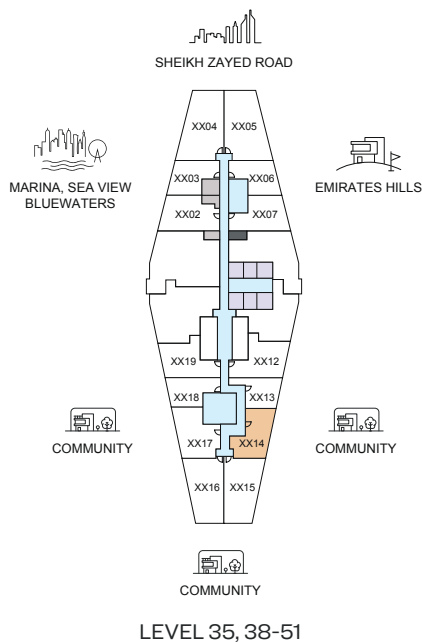 SHEIKH ZAYED ROAD
XX04 XX05
MARINA, SEA VIEW
BLUEWATERS
EMIRATES HILLS
XX03 XX06
XX02 XX07
XX19 XX12
XX18 XX13
COMMUNITY
COMMUNITY
XX17 XX14
XX16 XX15
COMMUNITY
LEVEL 35, 38-51